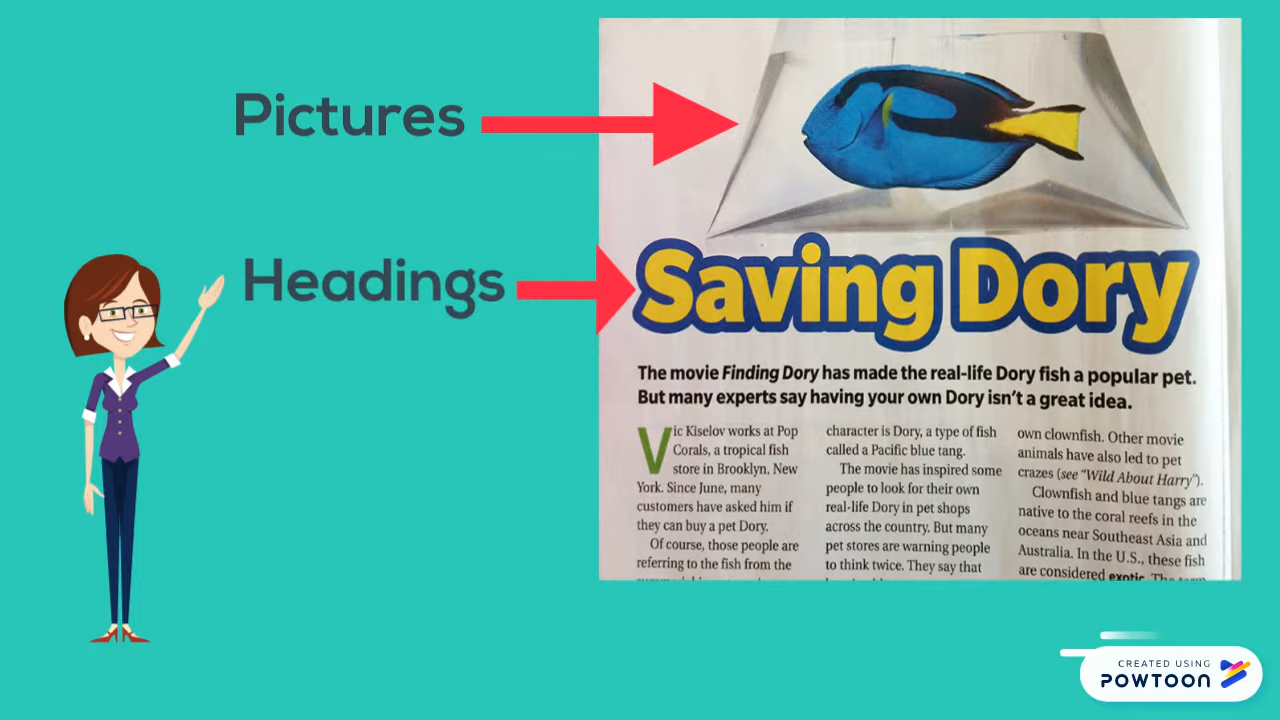 Pictures
Headings
Saving Dory
The movie Finding Dory has made the real-life Dory fish a popular pet.
But many experts say having your own Dory isn't a great idea.
Vic Kiselov works at Pop
Corals, a tropical fish
store in Brooklyn, New
York. Since June, many
customers have asked him if
they can buy a pet Dory.
Of course, those people are
referring to the fish from the
character is Dory, a type of fish
called a Pacific blue tang.
The movie has inspired some
people to look for their own
real-life Dory in pet shops
across the country. But many
pet stores are warning people
to think twice. They say that
own clownfish. Other movie
animals have also led to pet
crazes (see "Wild About Harry").
Clownfish and blue tangs are
native to the coral reefs in the
oceans near Southeast Asia and
Australia. In the U.S., these fish
are considered exotic. The term
CREATED USING
POWTOON